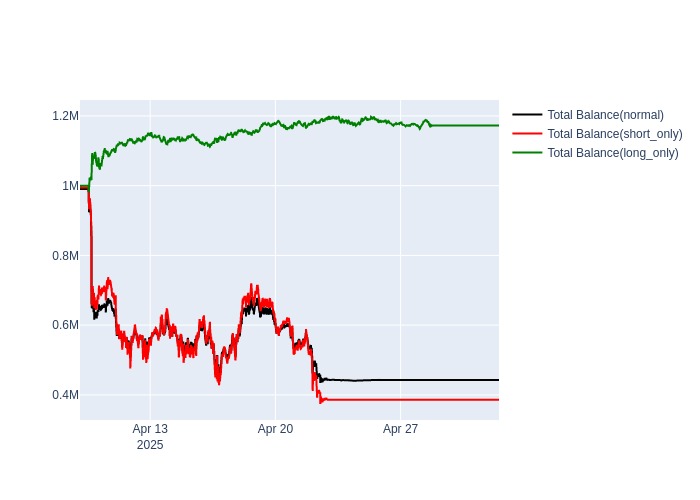 1.2M
1M
0.8M
0.6M
0.4M
Apr 13
2025
Apr 20
Apr 27
Total Balance(normal)
Total Balance(short_only)
Total Balance(long_only)